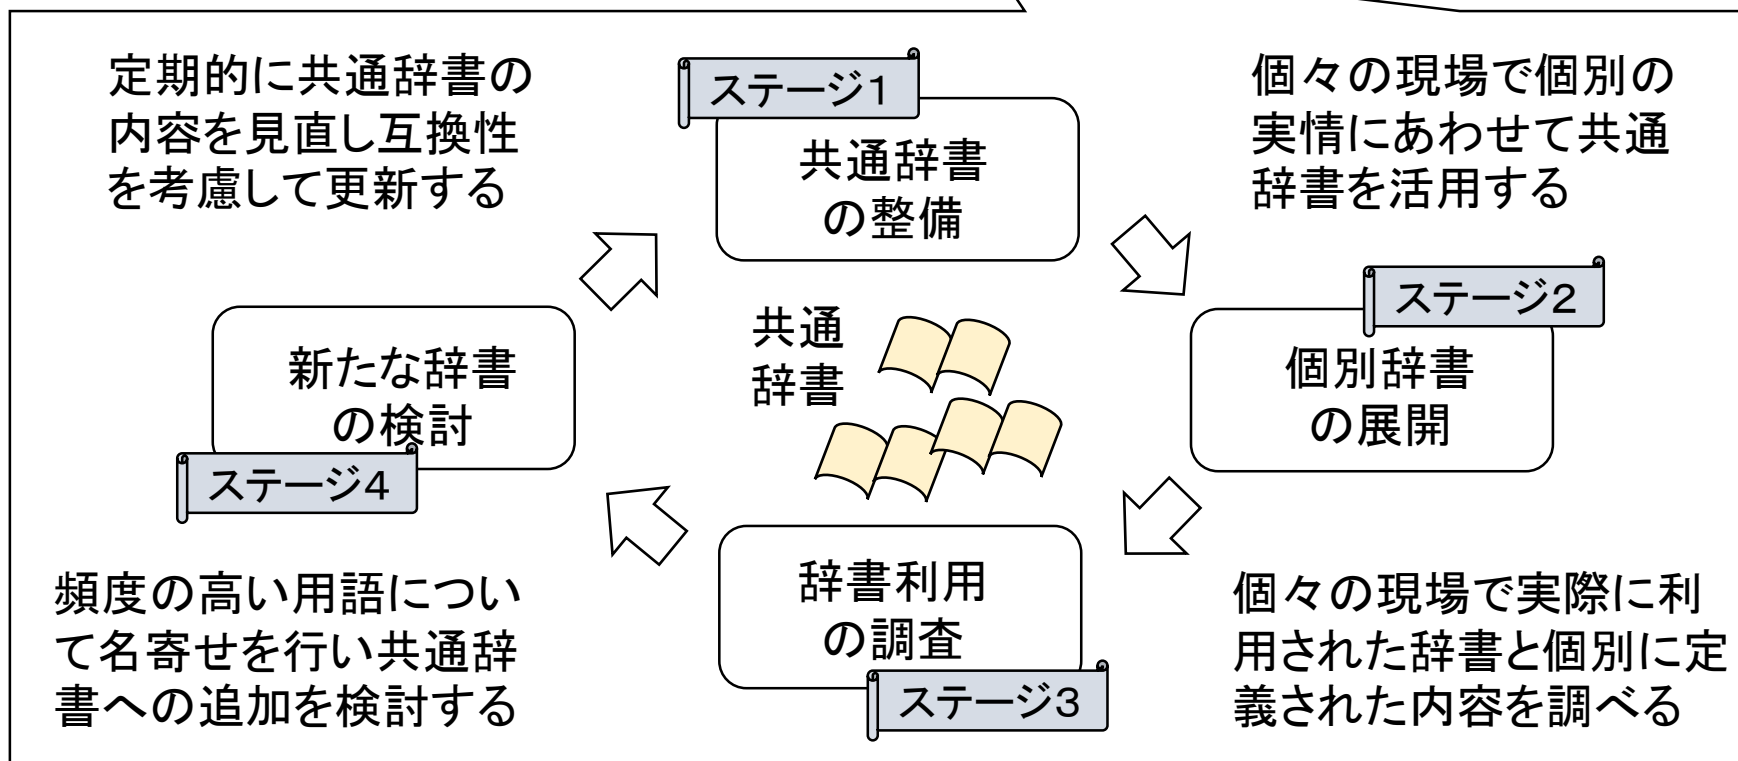 定期的に共通辞書の
内容を見直し互換性
を考慮して更新する
ステージ1
共通辞書
の整備
個々の現場で個別の
実情にあわせて共通
辞書を活用する
ステージ2
個別辞書
の展開
共通
辞書
新たな辞書
の検討
ステージ4
辞書利用
の調査
ステージ3
頻度の高い用語につい
て名寄せを行い共通辞
書への追加を検討する
個々の現場で実際に利
用された辞書と個別に定
義された内容を調べる